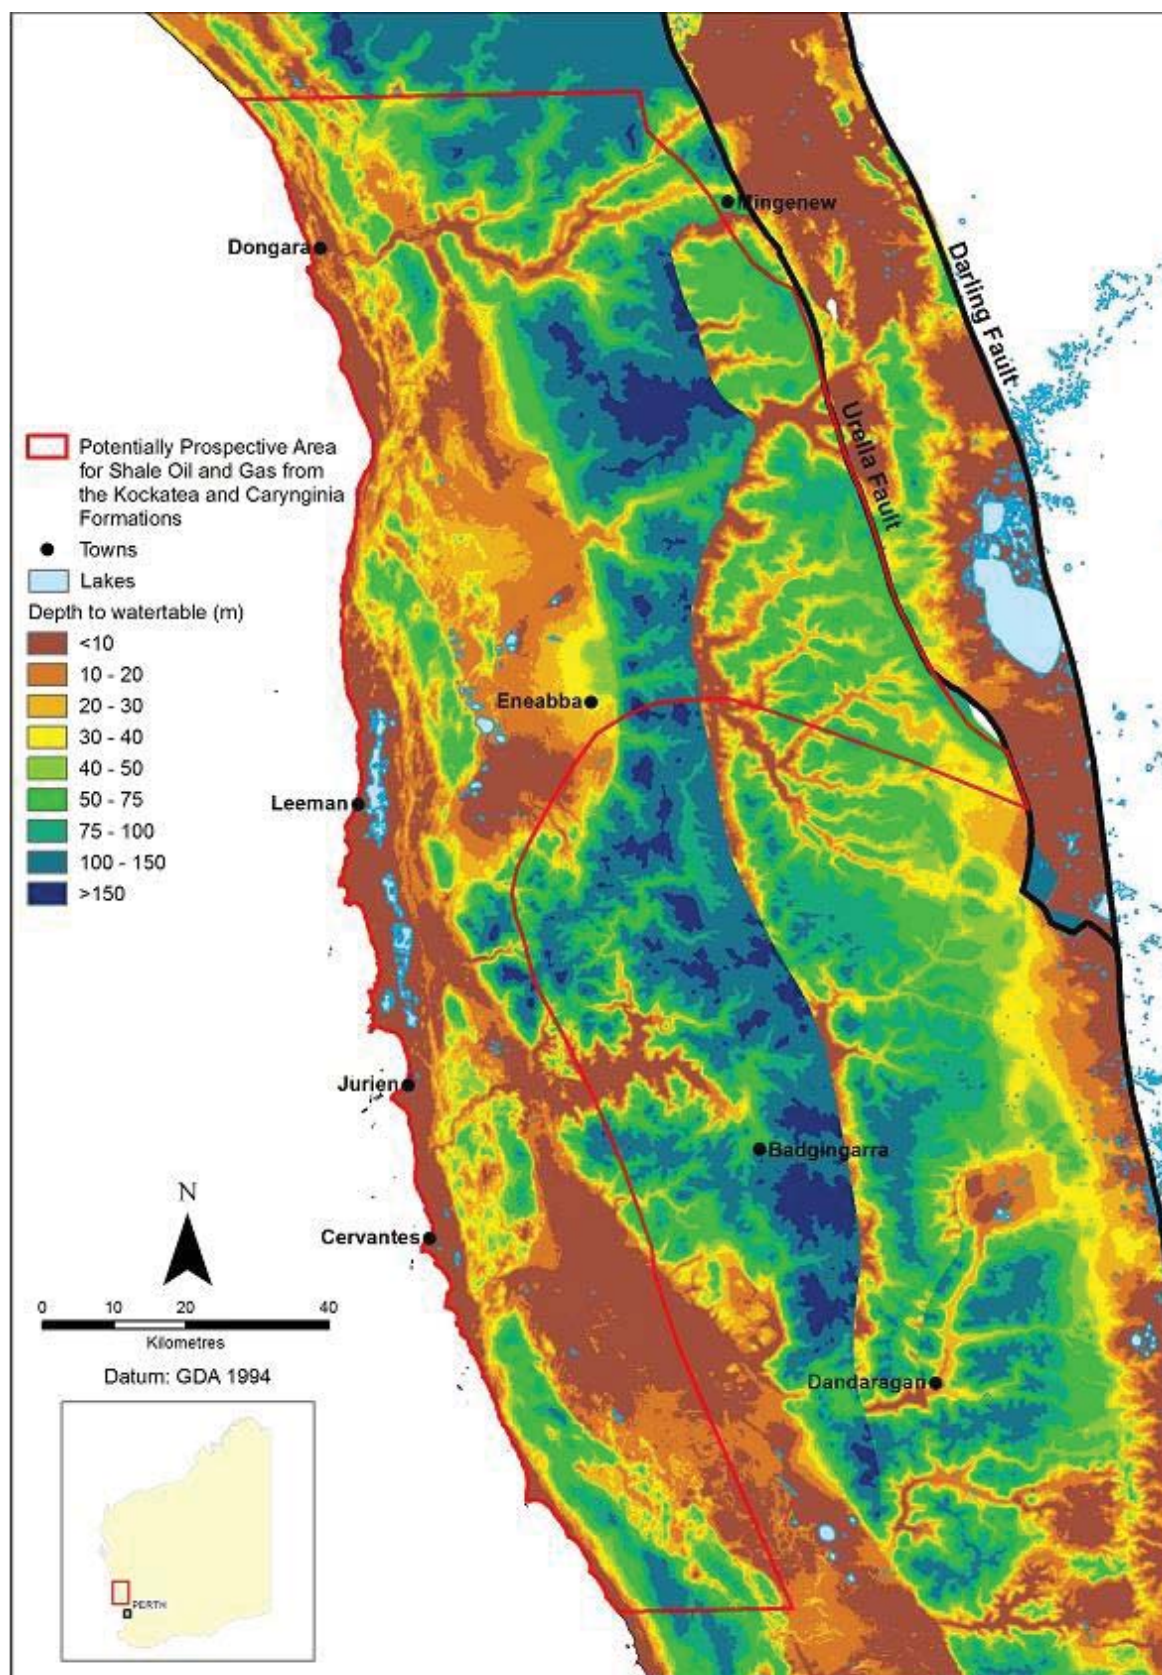 Mingenew
Dongara
Darling Fault
Urella Fault
Potentially Prospective Area
for Shale Oil and Gas from
the Kockatea and Carynginia
Formations
Towns
Lakes
Depth to watertable (m)
<10
10 - 20
20 - 30
30 - 40
40 - 50
50 - 75
75 - 100
100 - 150
>150
Eneabba
Leeman
Jurien
Badgingarra
N
Cervantes
0 10 20 40
Kilometres
Datum: GDA 1994
Dandaragan
PERTH